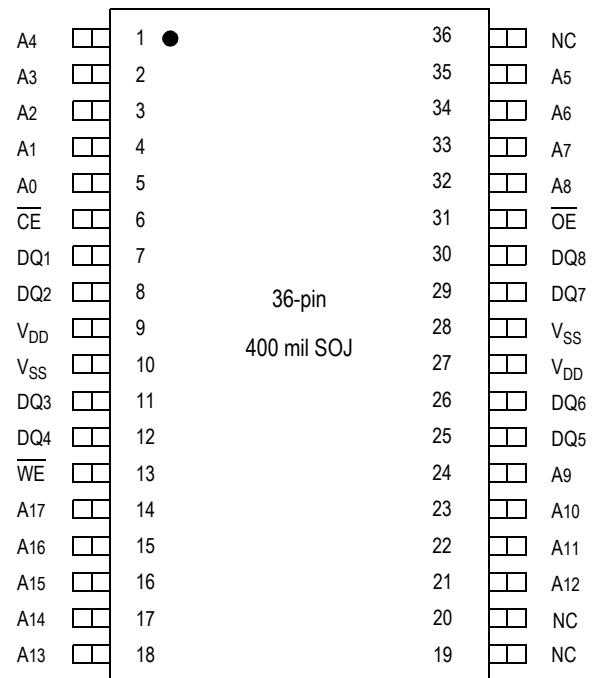 A4 1 36 NC
A3 2 35 A5
A2 3 34 A6
A1 4 33 A7
A0 5 32 A8
C̅E̅ 6 31 O̅E̅
DQ1 7 30 DQ8
DQ2 8 29 DQ7
36-pin
VDD 9 28 VSS
400 mil SOJ
VSS 10 27 VDD
DQ3 11 26 DQ6
DQ4 12 25 DQ5
W̅E̅ 13 24 A9
A17 14 23 A10
A16 15 22 A11
A15 16 21 A12
A14 17 20 NC
A13 18 19 NC